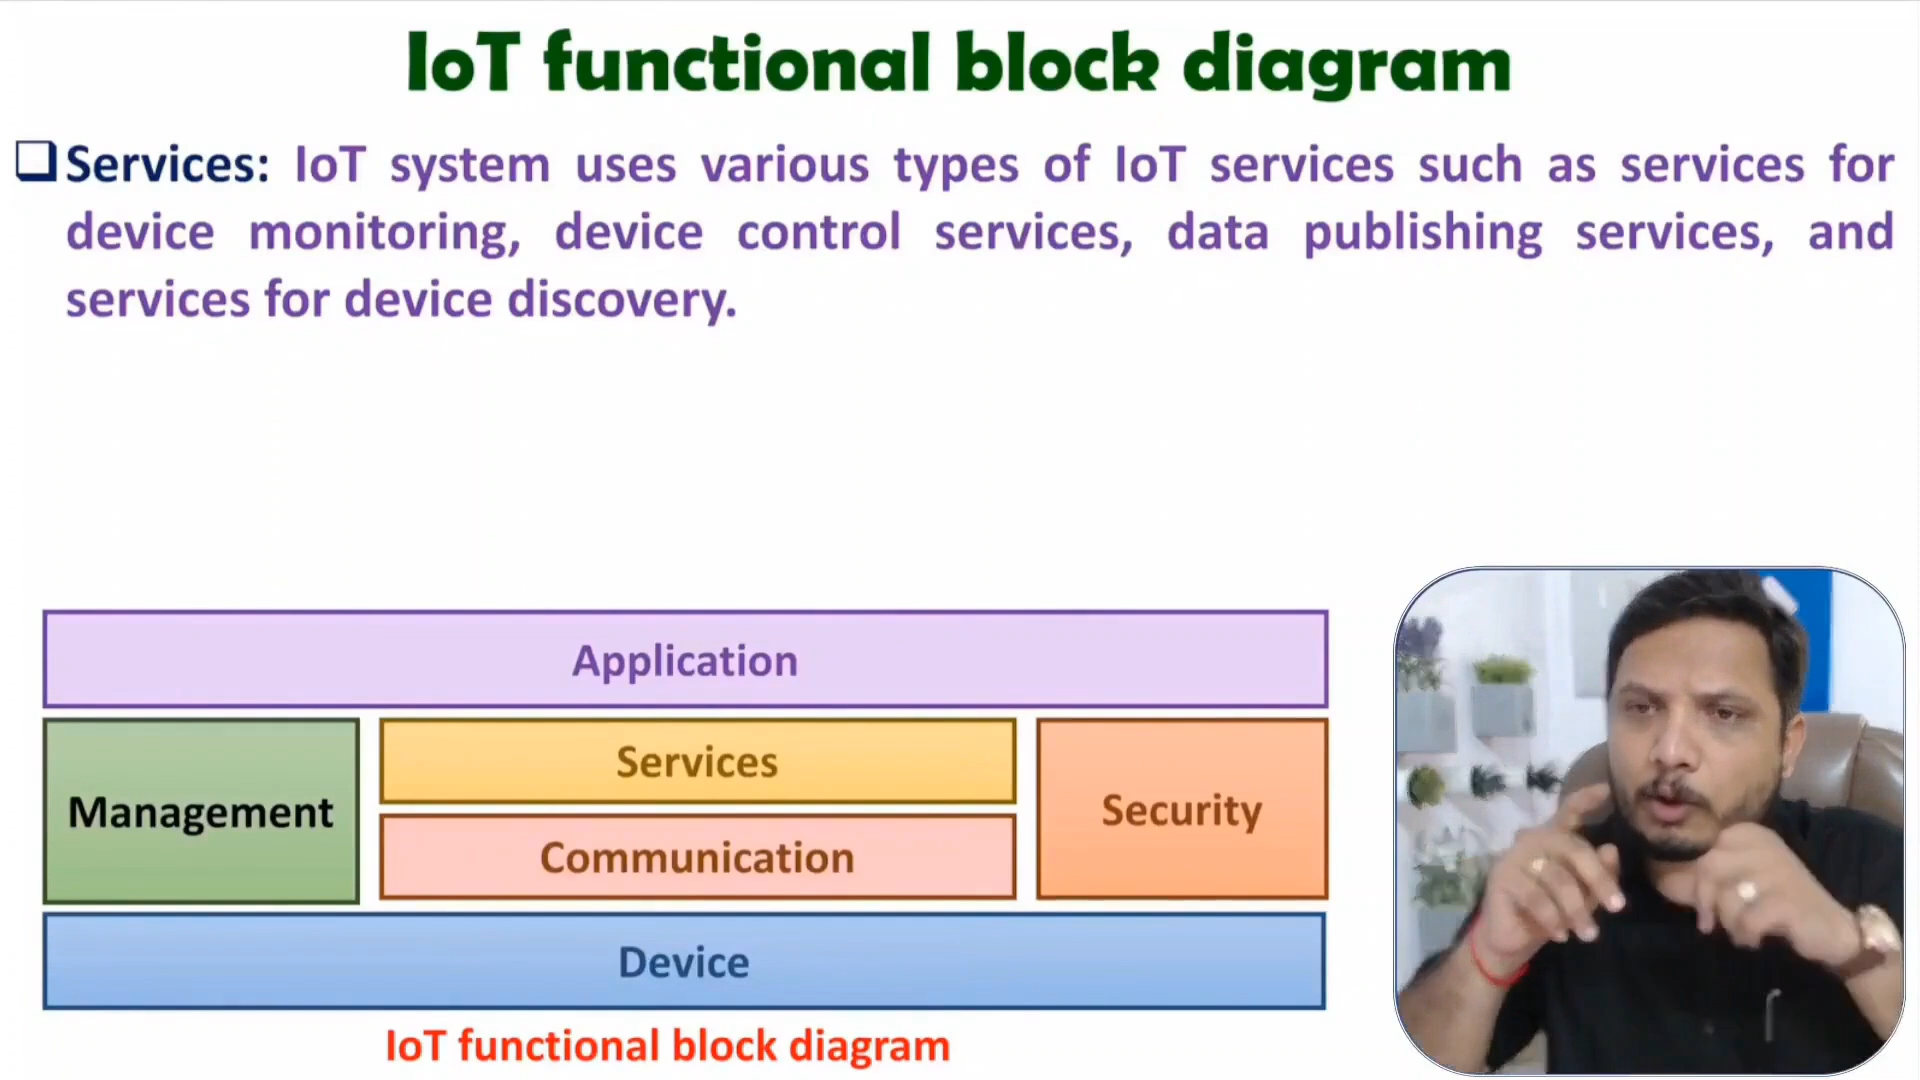 IoT functional block diagram
Services: IoT system uses various types of IoT services such as services for
device monitoring, device control services, data publishing services, and
services for device discovery.
Application
Management
Services
Communication
Security
Device
IoT functional block diagram